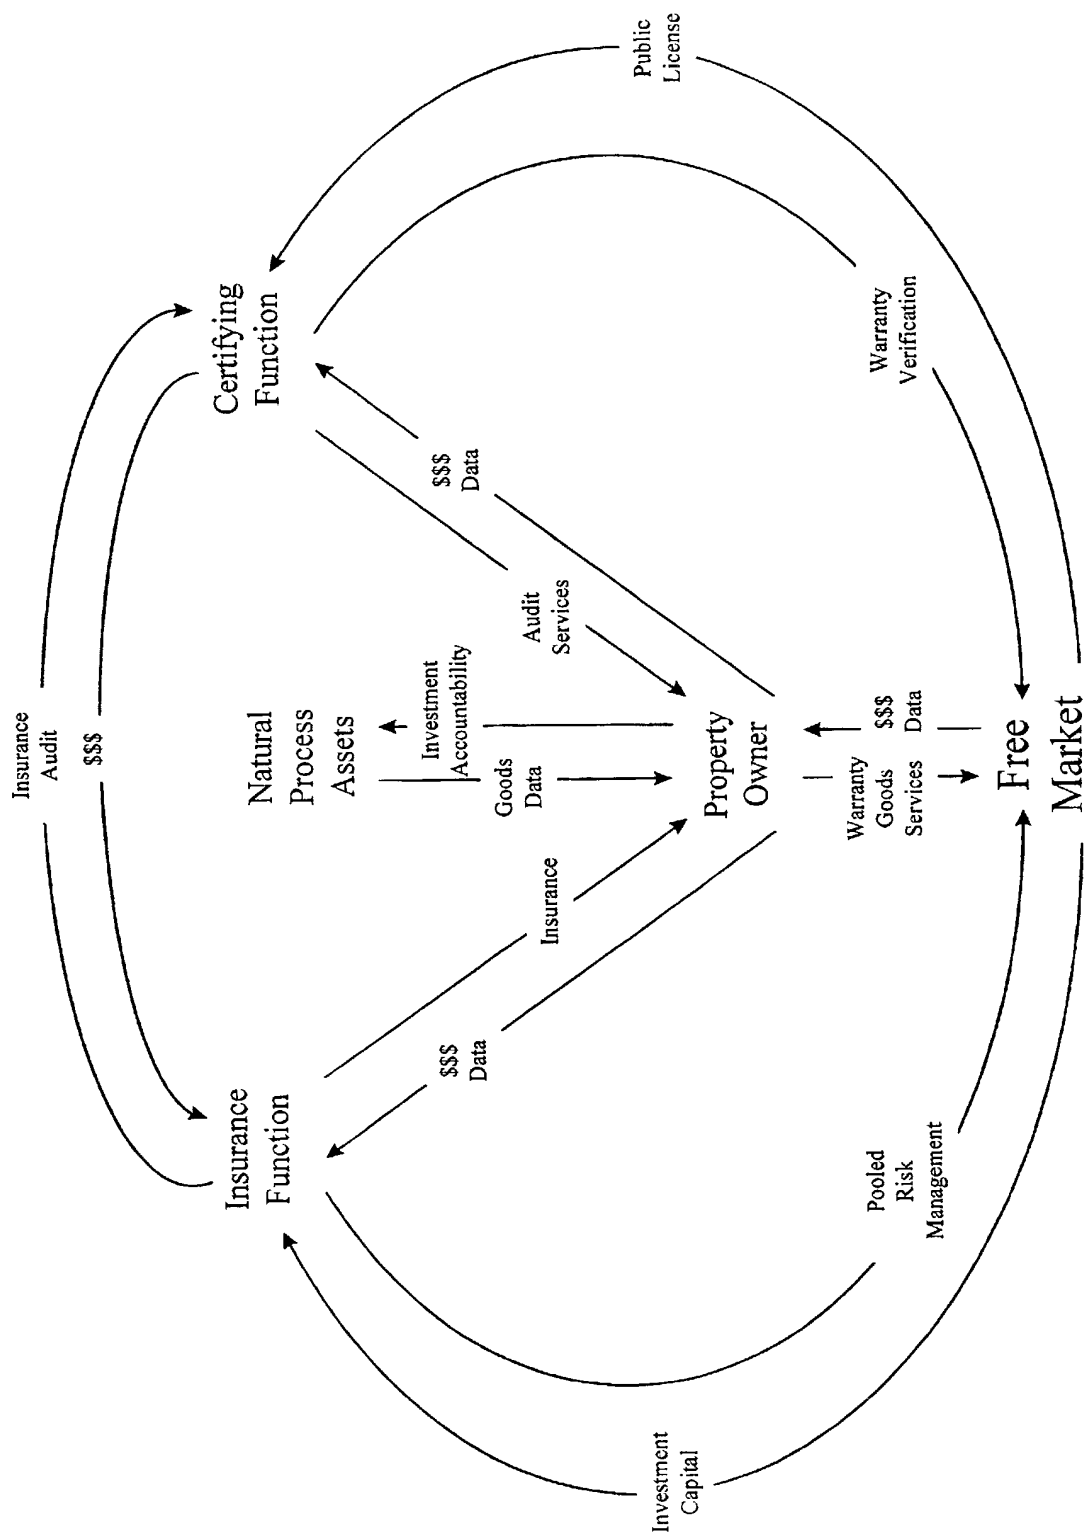 Insurance
Audit
$$$
Insurance
Function
Certifying
Function
Natural
Process
Assets
$$$
Data
Insurance
Goods
Data
Investment
Accountability
Audit
Services
$$$
Data
Property
Owner
Investment
Capital
Pooled
Risk
Management
Warranty
Goods
Services
$$$
Data
Warranty
Verification
Public
License
Free
Market